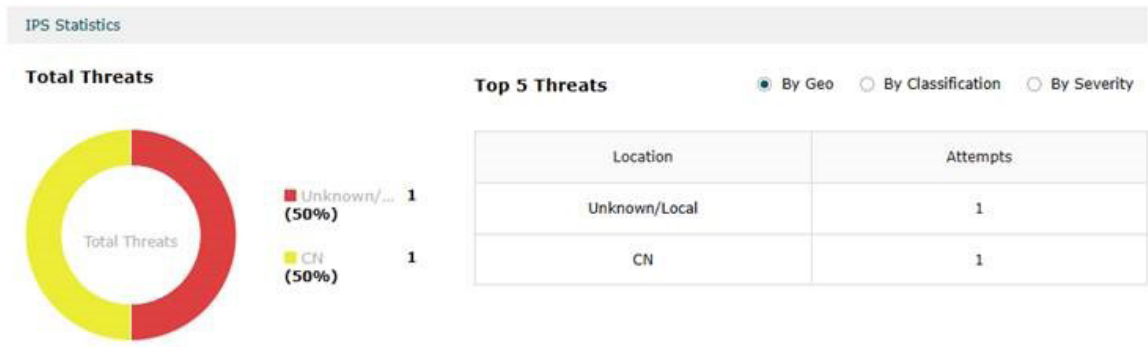 IPS Statistics
Total Threats
Top 5 Threats
By Geo
By Classification
By Severity
Total Threats
Unknown/... 1
(50%)
CN 1
(50%)
Location Attempts
Unknown/Local 1
CN 1